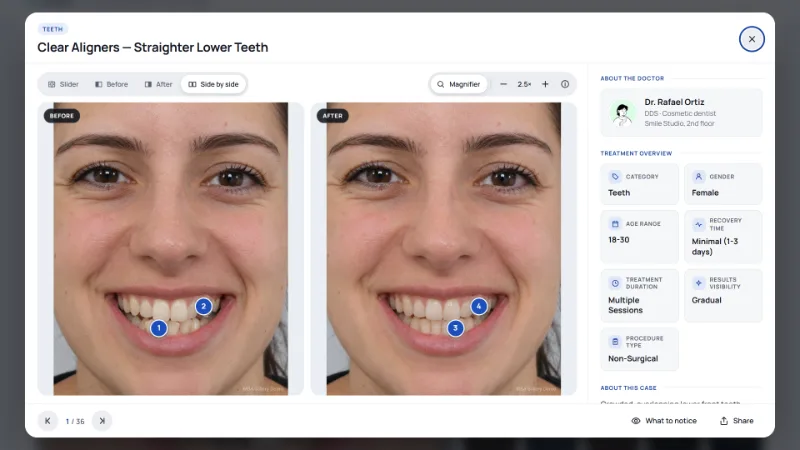 TEETH
Clear Aligners — Straighter Lower Teeth
Slider
Before
After
Side by side
Magnifier
2.5×
BEFORE
AFTER
2
1
4
3
ABOUT THE DOCTOR
Dr. Rafael Ortiz
DDS · Cosmetic dentist
Smile Studio, 2nd floor
TREATMENT OVERVIEW
CATEGORY
Teeth
GENDER
Female
AGE RANGE
18-30
RECOVERY
TIME
Minimal (1-3
days)
TREATMENT
DURATION
Multiple
Sessions
RESULTS
VISIBILITY
Gradual
PROCEDURE
TYPE
Non-Surgical
ABOUT THIS CASE
1 / 36
What to notice
Share